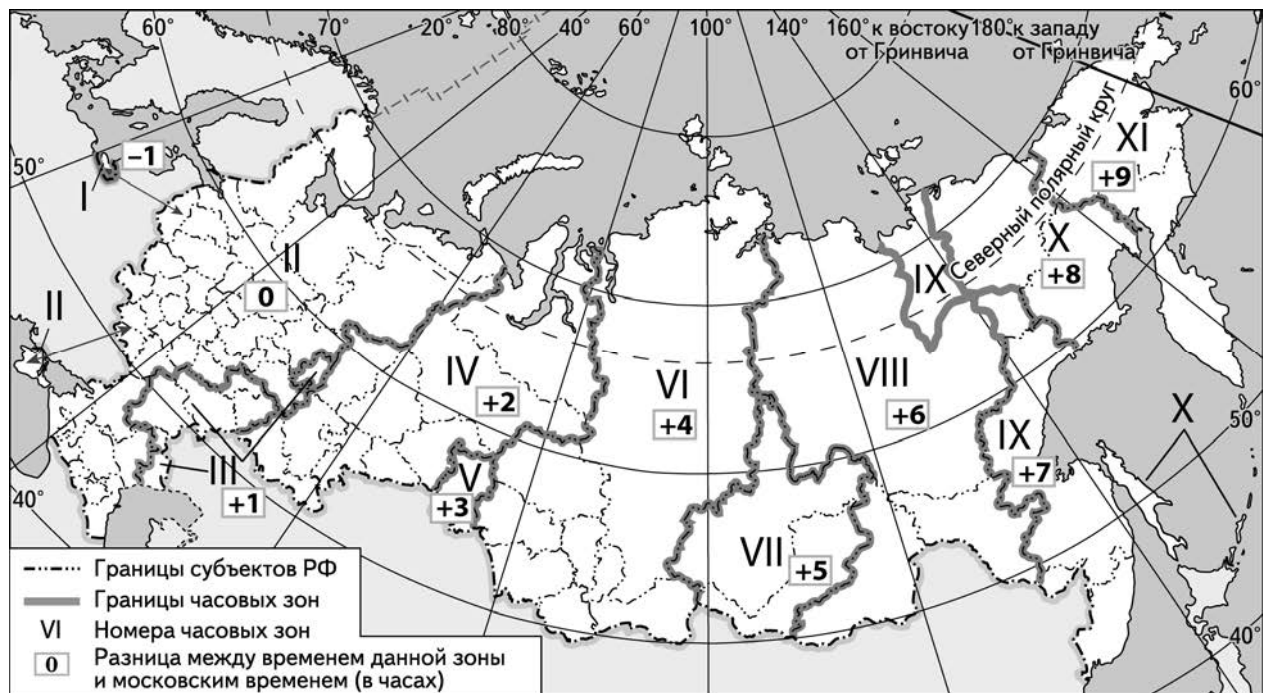 60° 70° 20° 40° 60° 80° 100° 120° 140° 160° к востоку 180° к западу
от Гринвича от Гринвича
60°
50°
Северный полярный круг
I
–1
II
0
II
III
+1
IV
+2
V
+3
VI
+4
VII
+5
VIII
+6
IX
IX
+7
X
+8
XI
+9
X
50°
40°
40°
Границы субъектов РФ
Границы часовых зон
VI Номера часовых зон
0 Разница между временем данной зоны
и московским временем (в часах)